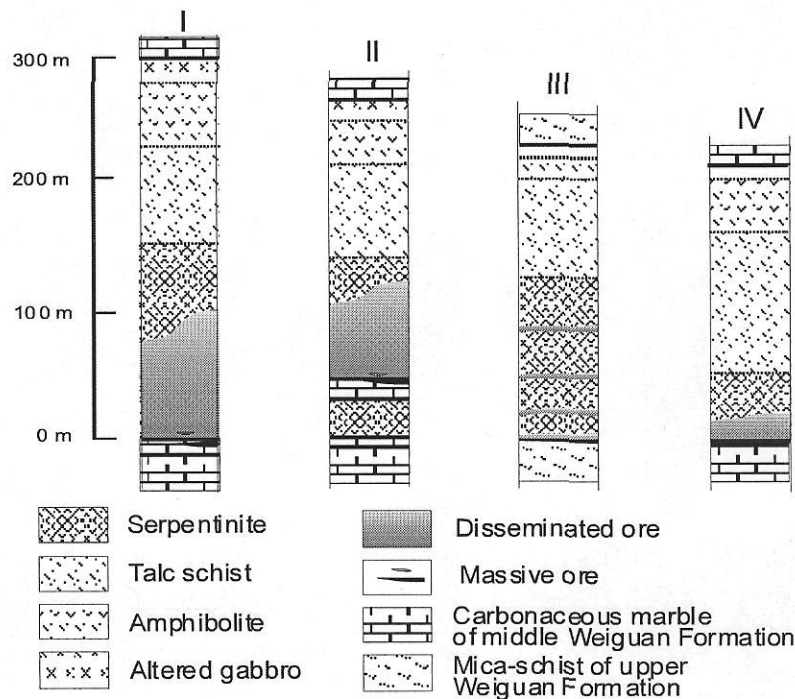 I
II
III
IV
300 m
200 m
100 m
0 m
Serpentinite
Talc schist
Amphibolite
Altered gabbro
Disseminated ore
Massive ore
Carbonaceous marble
of middle Weiguan Formation
Mica-schist of upper
Weiguan Formation